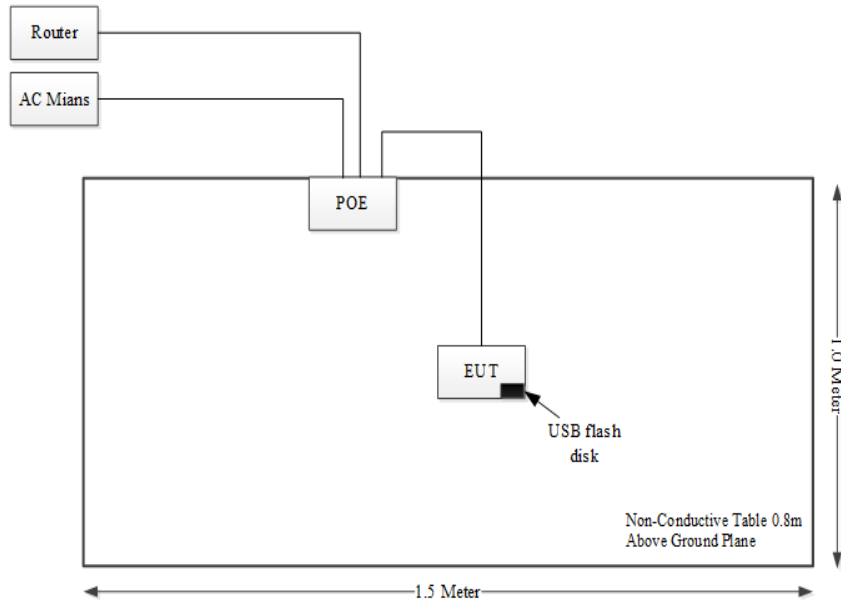 Router
AC Mians
POE
EUT
USB flash
disk
Non-Conductive Table 0.8m
Above Ground Plane
1.0 Meter
1.5 Meter